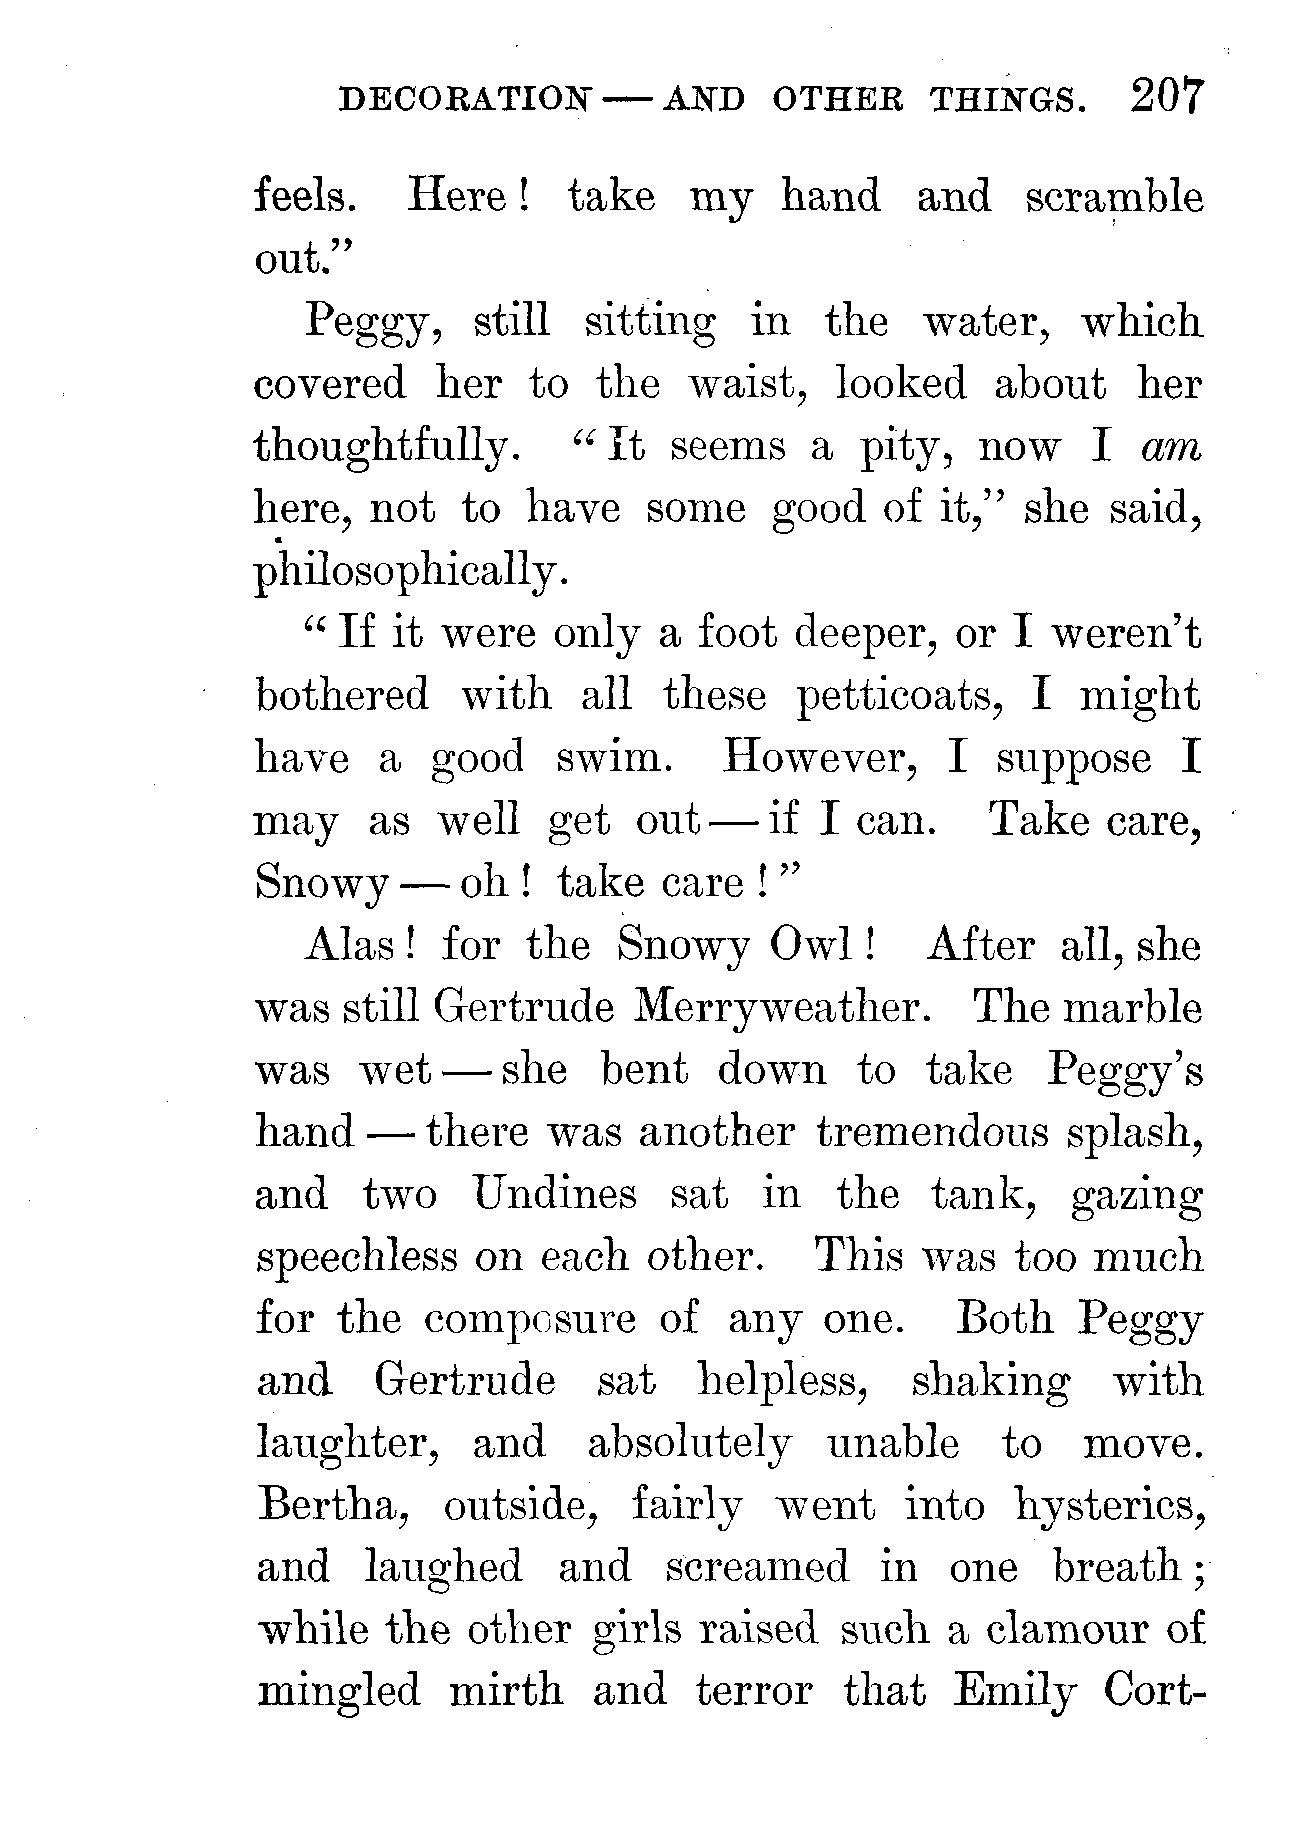 DECORATION — AND OTHER THINGS. 207
feels. Here! take my hand and scramble
out."
Peggy, still sitting in the water, which
covered her to the waist, looked about her
thoughtfully. "It seems a pity, now I am
here, not to have some good of it," she said,
philosophically.
"If it were only a foot deeper, or I weren't
bothered with all these petticoats, I might
have a good swim. However, I suppose I
may as well get out — if I can. Take care,
Snowy — oh! take care!"
Alas! for the Snowy Owl! After all, she
was still Gertrude Merryweather. The marble
was wet — she bent down to take Peggy's
hand — there was another tremendous splash,
and two Undines sat in the tank, gazing
speechless on each other. This was too much
for the composure of any one. Both Peggy
and Gertrude sat helpless, shaking with
laughter, and absolutely unable to move.
Bertha, outside, fairly went into hysterics,
and laughed and screamed in one breath;
while the other girls raised such a clamour of
mingled mirth and terror that Emily Cort-